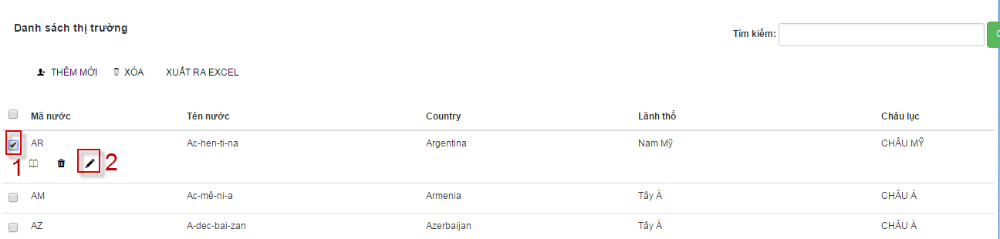 Danh sách thị trường
Tìm kiếm:
THÊM MỚI XÓA XUẤT RA EXCEL
Mã nước Tên nước Country Lãnh thổ Châu lục
AR Ac-hen-ti-na Argentina Nam Mỹ CHÂU MỸ
1 2
AM Ac-mê-ni-a Armenia Tây Á CHÂU Á
AZ A-dec-bai-zan Azerbaijan Tây Á CHÂU Á